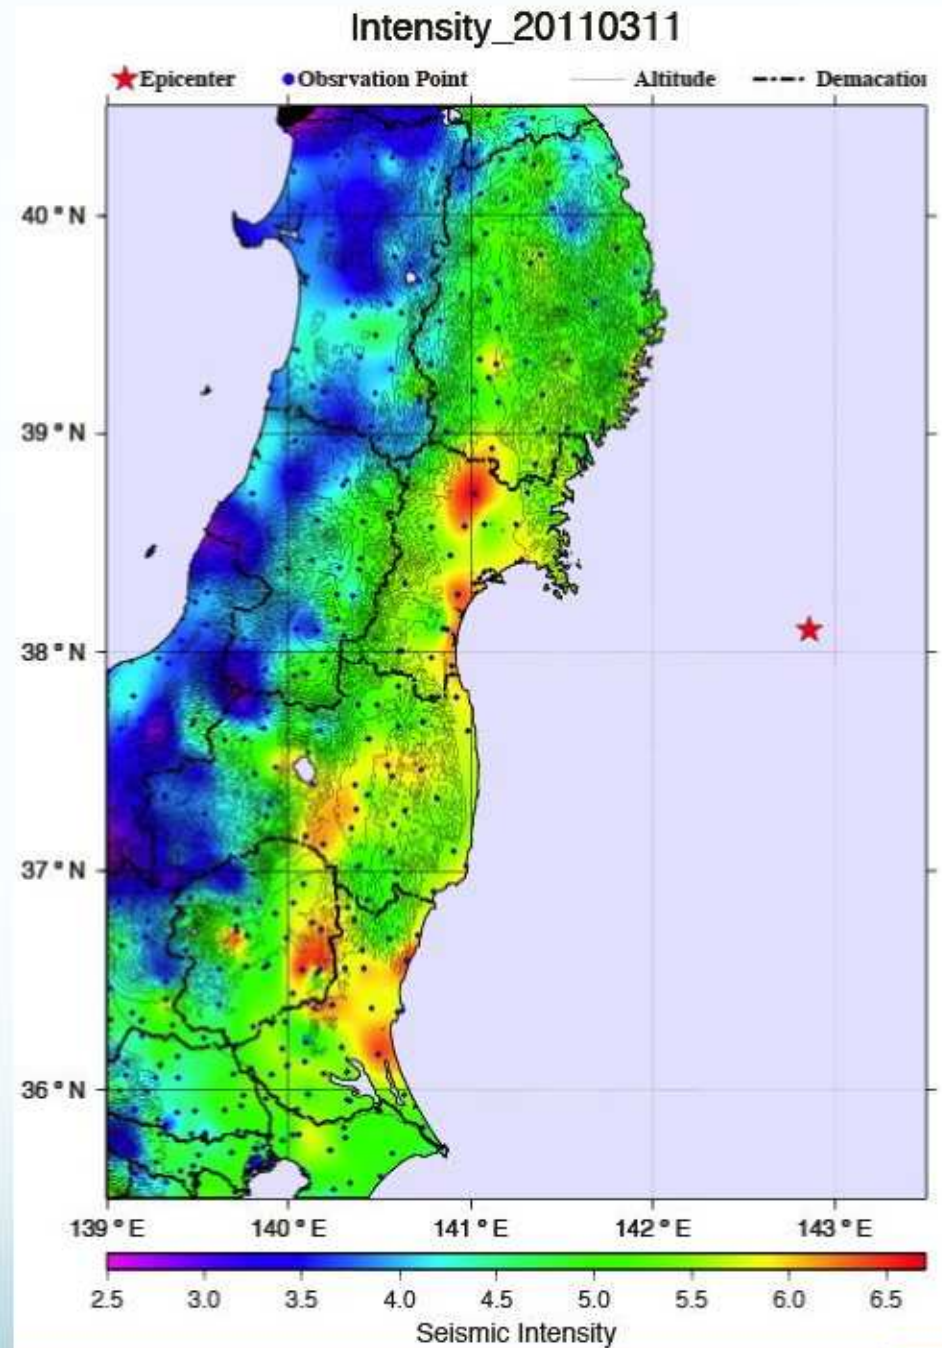 Intensity_20110311
Epicenter Obsrvation Point Altitude Demacation
40°N
39°N
38°N
37°N
36°N
139°E 140°E 141°E 142°E 143°E
2.5 3.0 3.5 4.0 4.5 5.0 5.5 6.0 6.5
Seismic Intensity